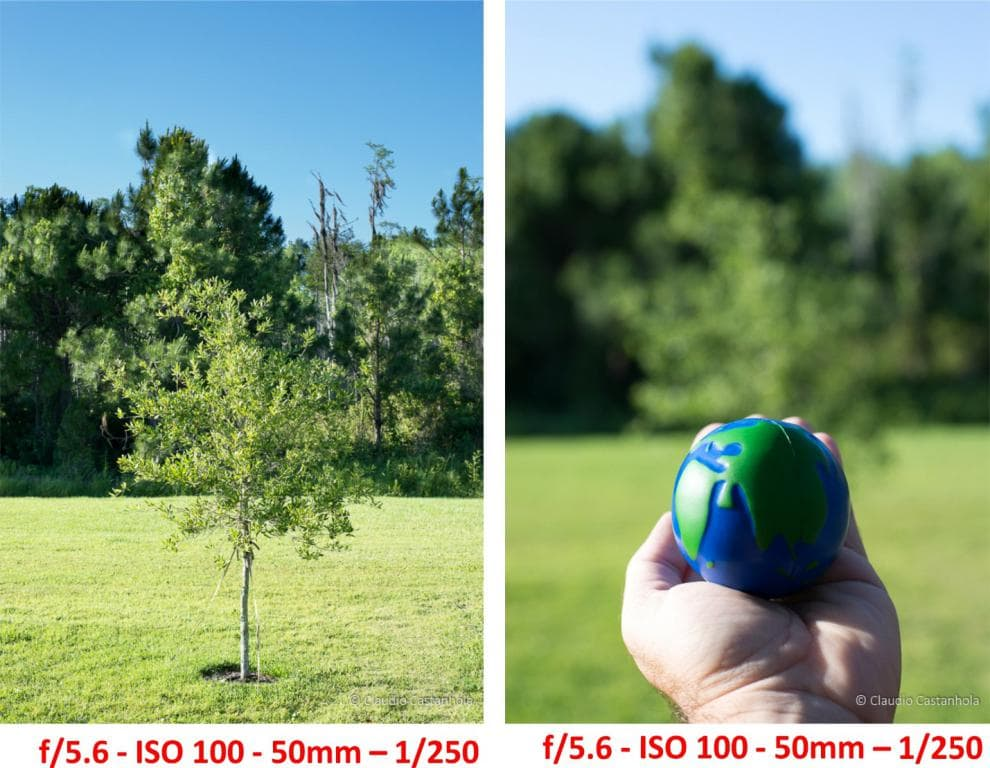 © Claudio Castanhola
© Claudio Castanhola
f/5.6 - ISO 100 - 50mm – 1/250
f/5.6 - ISO 100 - 50mm – 1/250